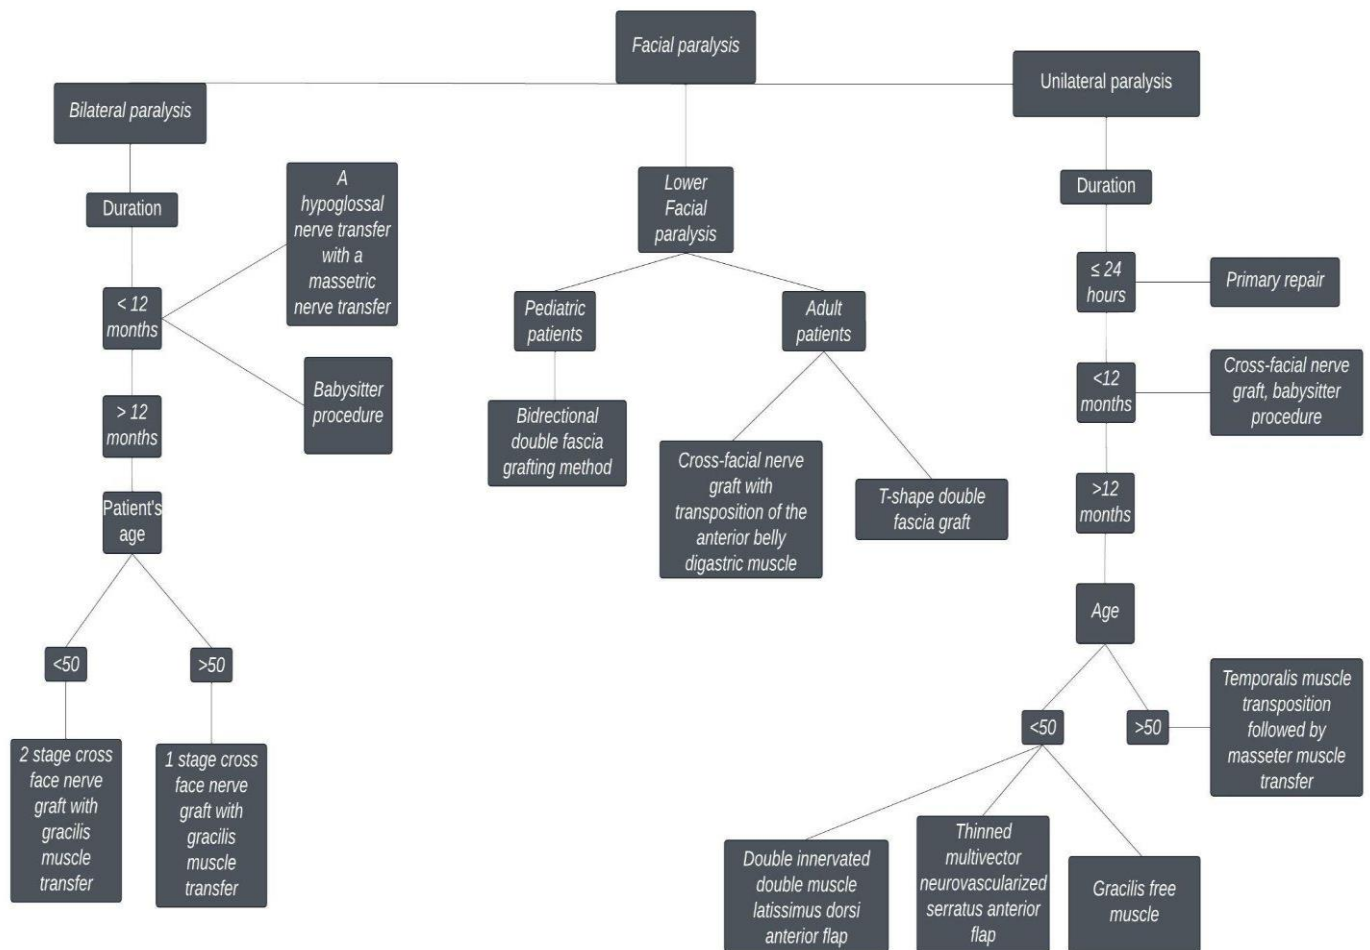 Facial paralysis
Bilateral paralysis
Duration
< 12
months
A
hypoglossal
nerve transfer
with a
massetric
nerve transfer
Babysitter
procedure
> 12
months
Patient's
age
<50
>50
2 stage cross
face nerve
graft with
gracilis
muscle
transfer
1 stage cross
face nerve
graft with
gracilis
muscle
transfer
Lower
Facial
paralysis
Pediatric
patients
Bidrectional
double fascia
grafting method
Adult
patients
Cross-facial nerve
graft with
transposition of the
anterior belly
digastric muscle
T-shape double
fascia graft
Unilateral paralysis
Duration
≤ 24
hours
Primary repair
<12
months
Cross-facial nerve
graft, babysitter
procedure
>12
months
Age
<50
>50
Temporalis muscle
transposition
followed by
masseter muscle
transfer
Double innervated
double muscle
latissimus dorsi
anterior flap
Thinned
multivector
neurovascularized
serratus anterior
flap
Gracilis free
muscle